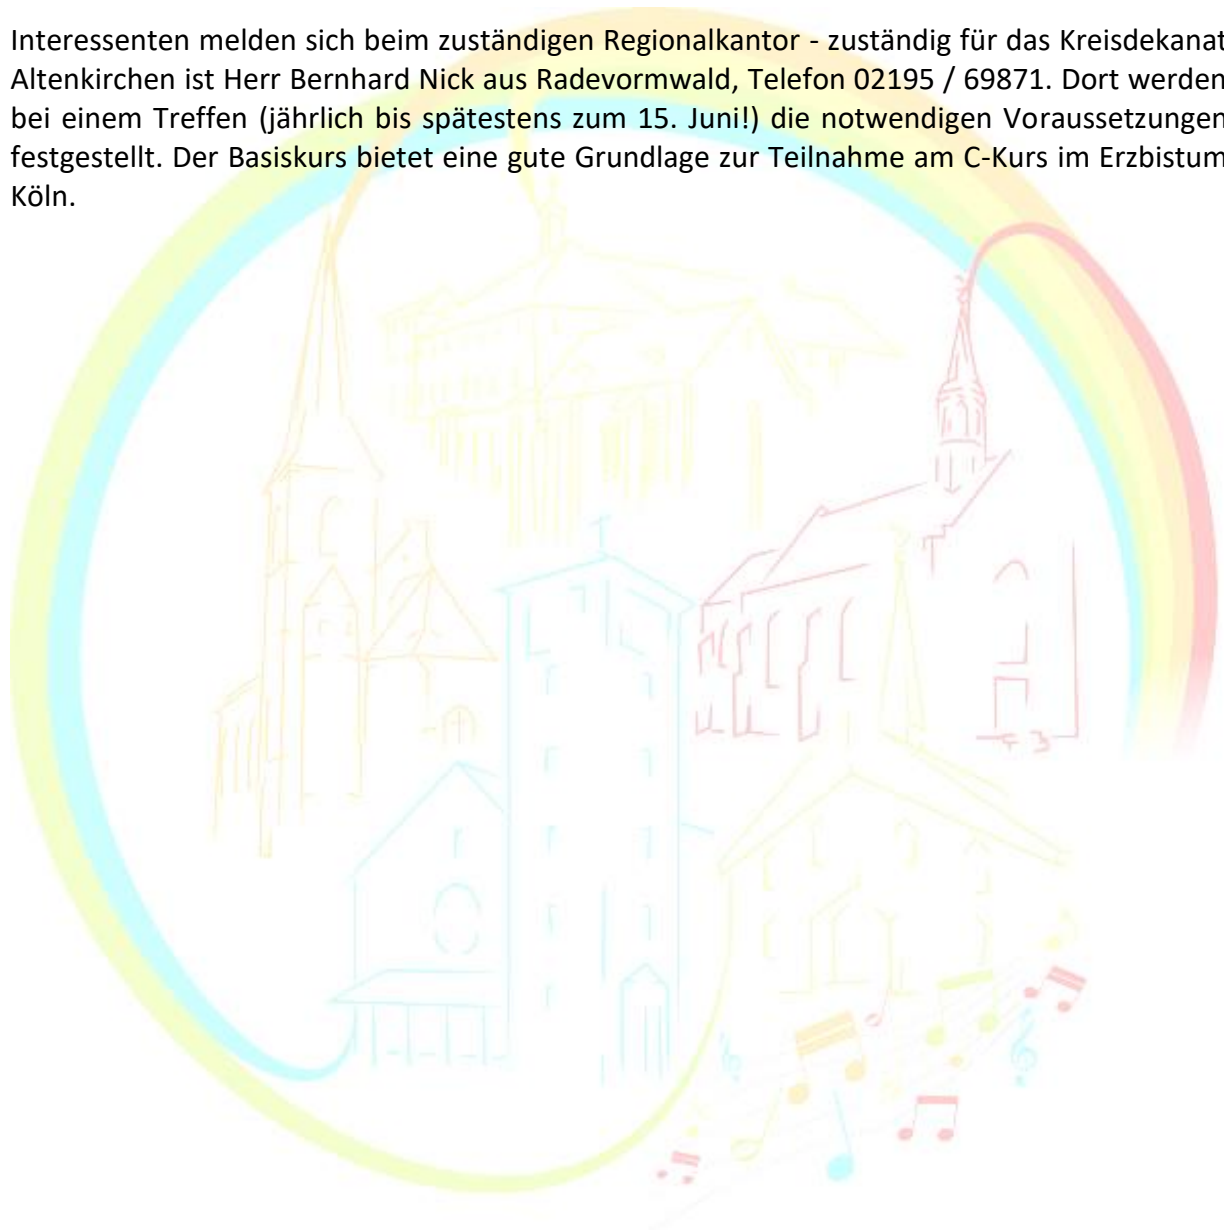 Interessenten melden sich beim zuständigen Regionalkantor - zuständig für das Kreisdekanat
Altenkirchen ist Herr Bernhard Nick aus Radevormwald, Telefon 02195 / 69871. Dort werden
bei einem Treffen (jährlich bis spätestens zum 15. Juni!) die notwendigen Voraussetzungen
festgestellt. Der Basiskurs bietet eine gute Grundlage zur Teilnahme am C-Kurs im Erzbistum
Köln.